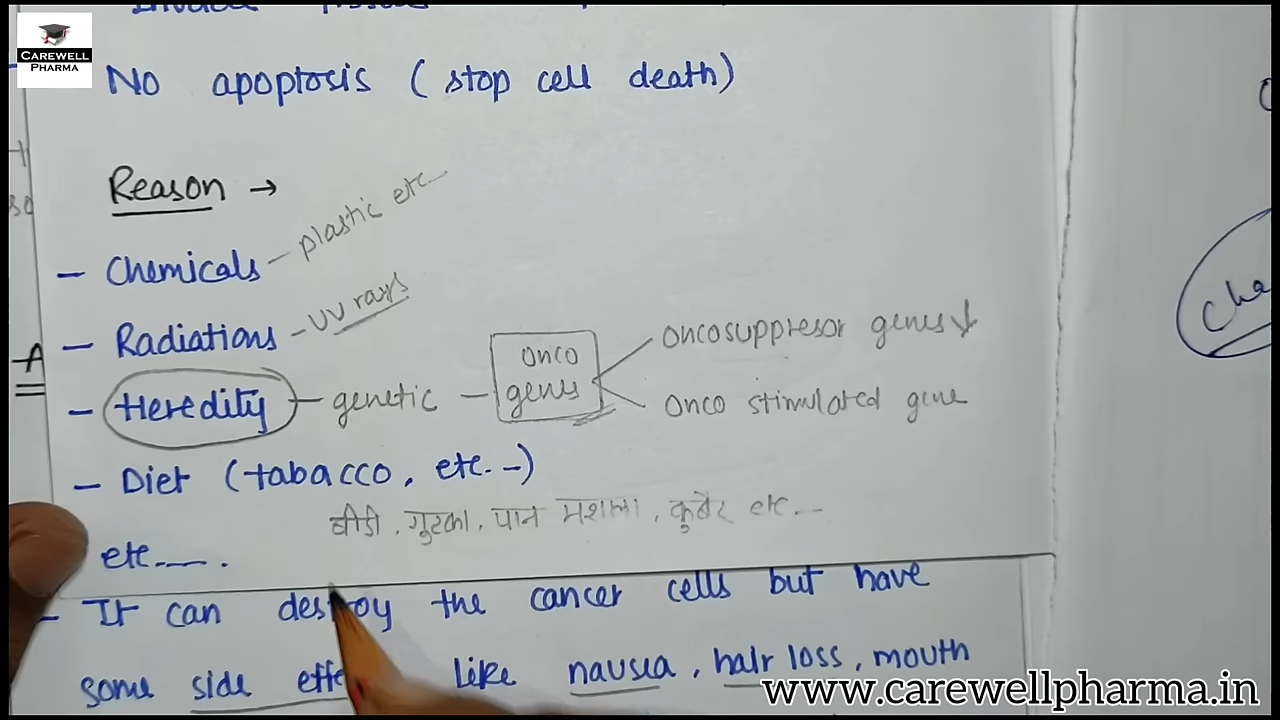 CAREWELL
PHARMA
No apoptosis (stop cell death)
Reason →
- Chemicals - plastic etc-
- Radiations - UV rays
- Heredity - genetic - onco genes
oncosuppresor genes ↓
onco stimulated gene
- Diet (tabacco, etc. -)
बीडी, गुटका, पान मशाला, कुबेर etc.-
etc.—.
- It can destroy the cancer cells but have
some side effe like nausea, hair loss, mouth
www.carewellpharma.in